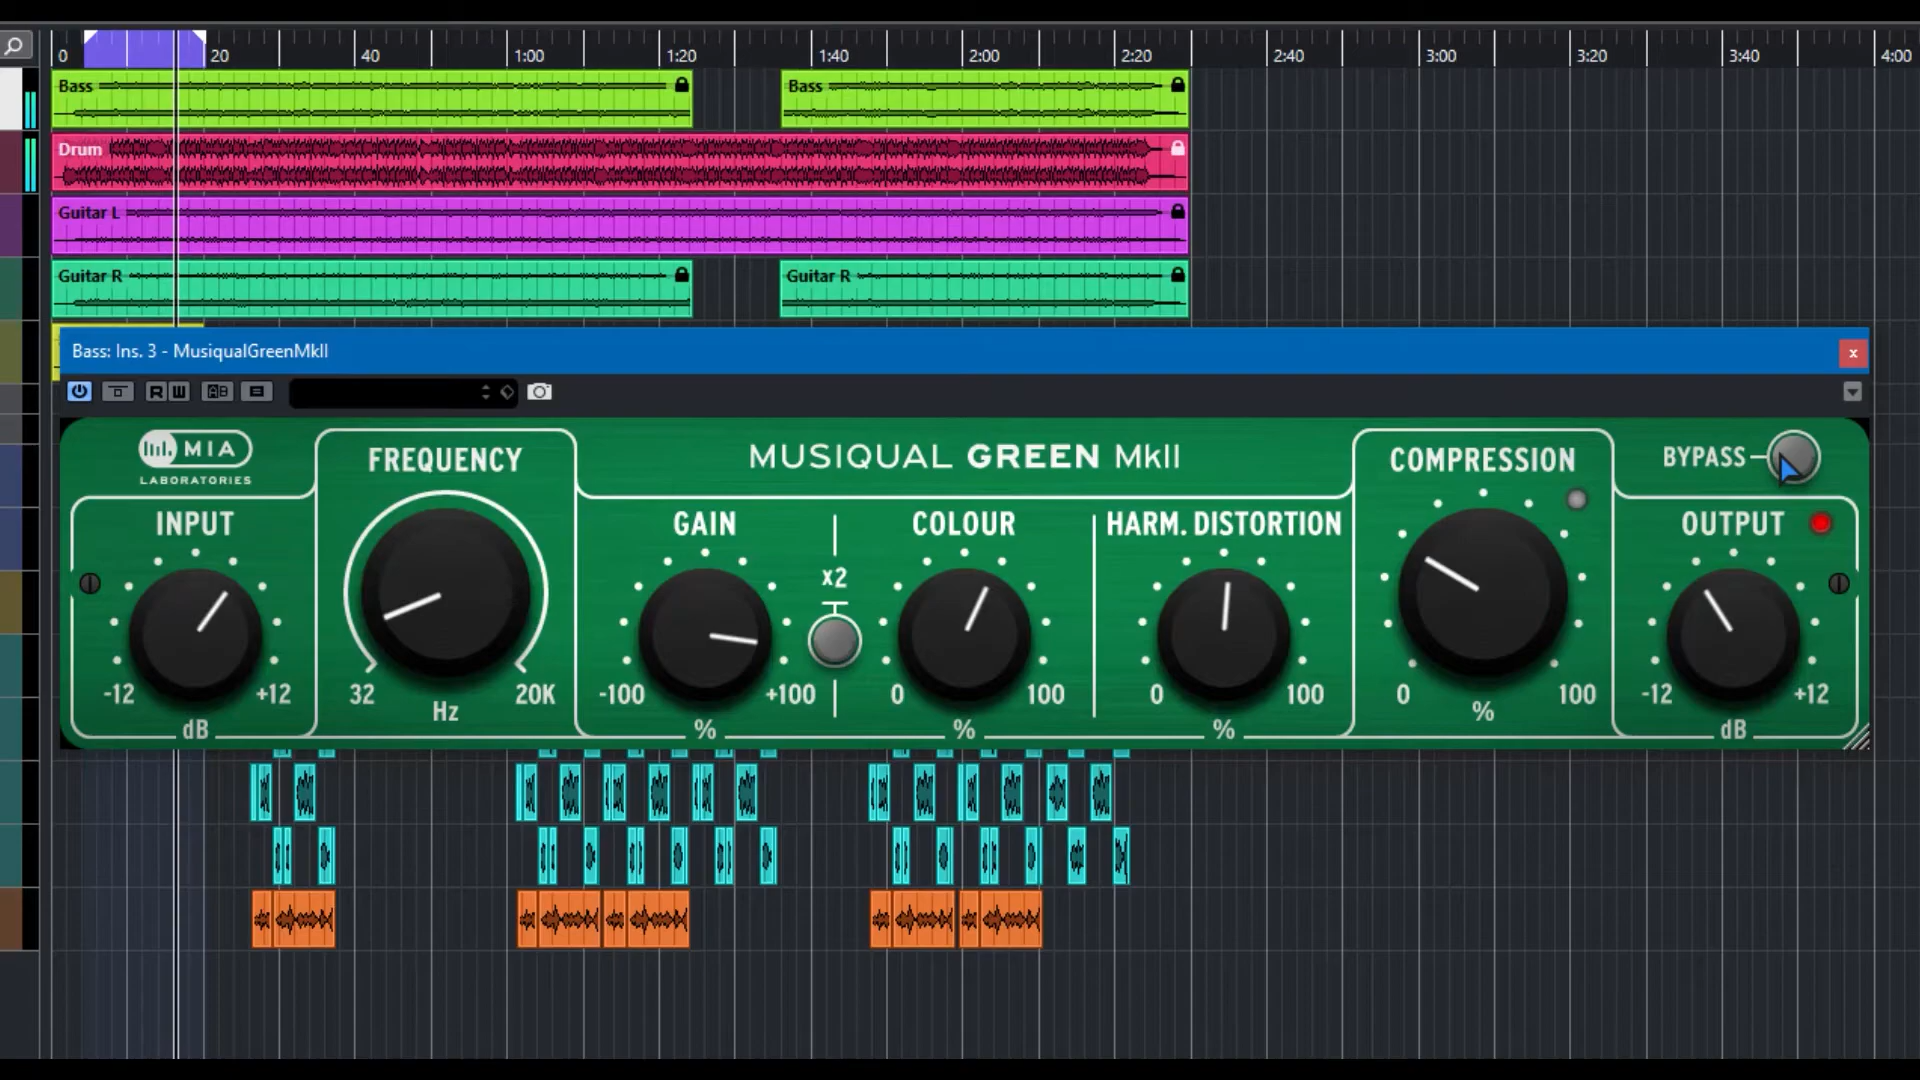 0 20 40 1:00 1:20 1:40 2:00 2:20 2:40 3:00 3:20 3:40 4:00
Bass Bass
Drum
Guitar L
Guitar R Guitar R
Bass: Ins. 3 - MusiqualGreenMkII x
R W AB
MIA
LABORATORIES
FREQUENCY
MUSIQUAL GREEN MkII
COMPRESSION
BYPASS
INPUT GAIN COLOUR HARM. DISTORTION OUTPUT
x2
-12 +12 32 20K -100 +100 0 100 0 100 0 100 -12 +12
dB Hz % % % % dB